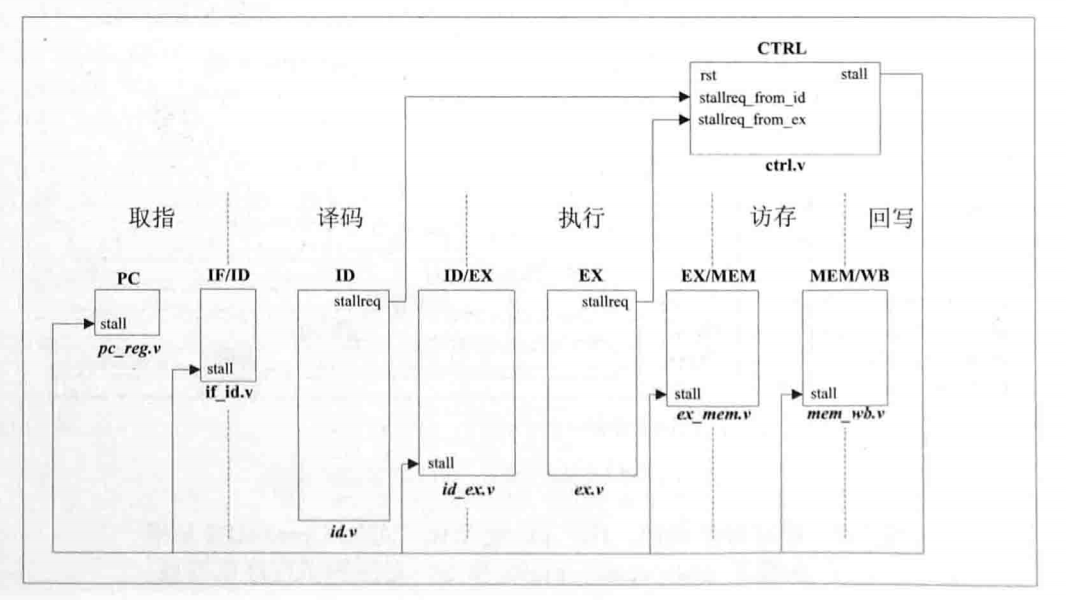 CTRL
rst stall
stallreq_from_id
stallreq_from_ex
ctrl.v
取指 译码 执行 访存 回写
PC IF/ID ID ID/EX EX EX/MEM MEM/WB
stallreq stallreq
stall
pc_reg.v
stall
if_id.v
stall stall
ex_mem.v mem_wb.v
stall
id_ex.v ex.v
id.v